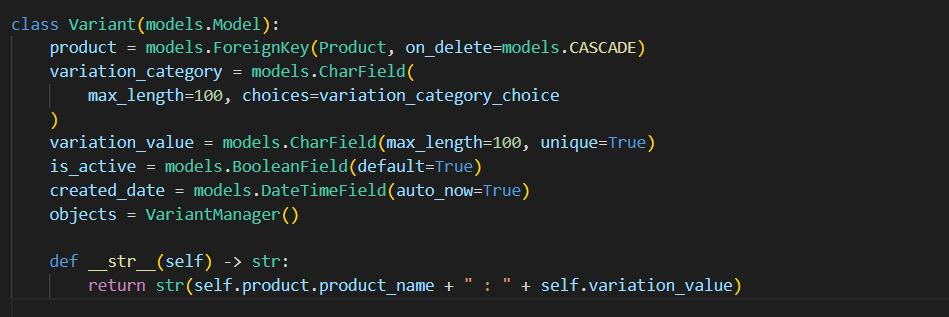 class Variant(models.Model):
    product = models.ForeignKey(Product, on_delete=models.CASCADE)
    variation_category = models.CharField(
        max_length=100, choices=variation_category_choice
    )
    variation_value = models.CharField(max_length=100, unique=True)
    is_active = models.BooleanField(default=True)
    created_date = models.DateTimeField(auto_now=True)
    objects = VariantManager()

    def __str__(self) -> str:
        return str(self.product.product_name + " : " + self.variation_value)